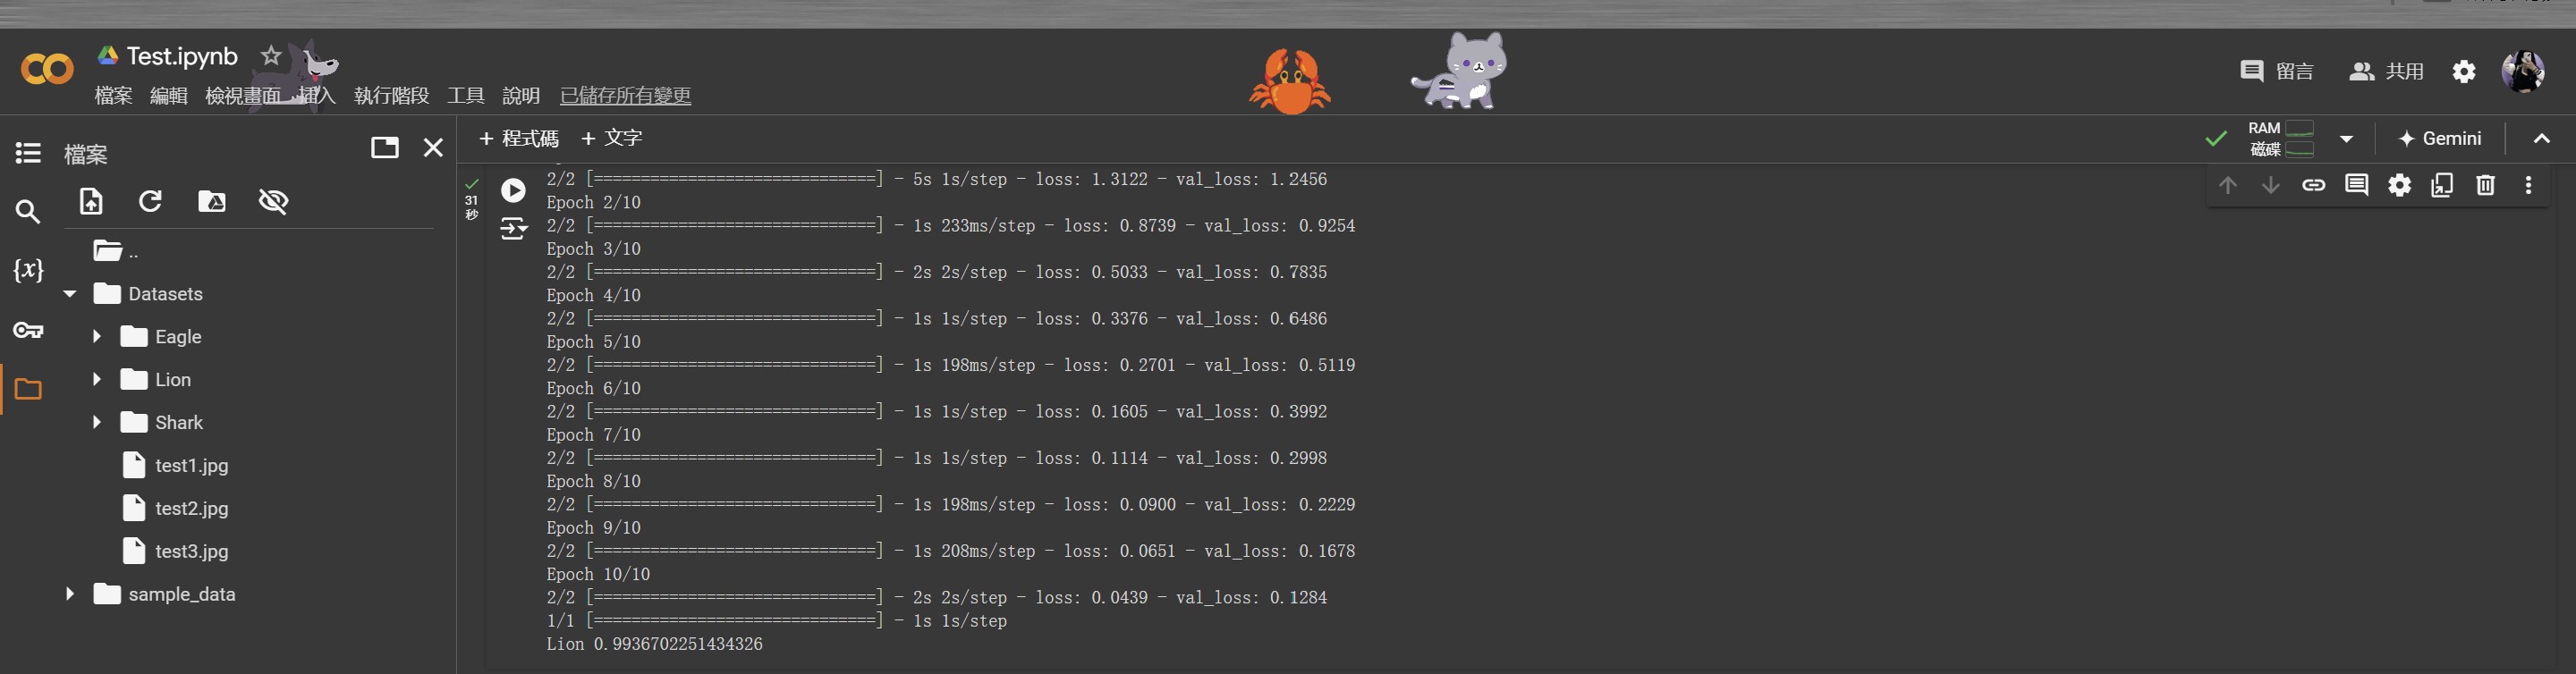 Test.ipynb
檔案 編輯 檢視畫面 插入 執行階段 工具 說明 已儲存所有變更
留言 共用
檔案
..
Datasets
Eagle
Lion
Shark
test1.jpg
test2.jpg
test3.jpg
sample_data
{x}
+ 程式碼 + 文字
RAM
磁碟
Gemini
31
秒
2/2 [==============================] - 5s 1s/step - loss: 1.3122 - val_loss: 1.2456
Epoch 2/10
2/2 [==============================] - 1s 233ms/step - loss: 0.8739 - val_loss: 0.9254
Epoch 3/10
2/2 [==============================] - 2s 2s/step - loss: 0.5033 - val_loss: 0.7835
Epoch 4/10
2/2 [==============================] - 1s 1s/step - loss: 0.3376 - val_loss: 0.6486
Epoch 5/10
2/2 [==============================] - 1s 198ms/step - loss: 0.2701 - val_loss: 0.5119
Epoch 6/10
2/2 [==============================] - 1s 1s/step - loss: 0.1605 - val_loss: 0.3992
Epoch 7/10
2/2 [==============================] - 1s 1s/step - loss: 0.1114 - val_loss: 0.2998
Epoch 8/10
2/2 [==============================] - 1s 198ms/step - loss: 0.0900 - val_loss: 0.2229
Epoch 9/10
2/2 [==============================] - 1s 208ms/step - loss: 0.0651 - val_loss: 0.1678
Epoch 10/10
2/2 [==============================] - 2s 2s/step - loss: 0.0439 - val_loss: 0.1284
1/1 [==============================] - 1s 1s/step
Lion 0.9936702251434326